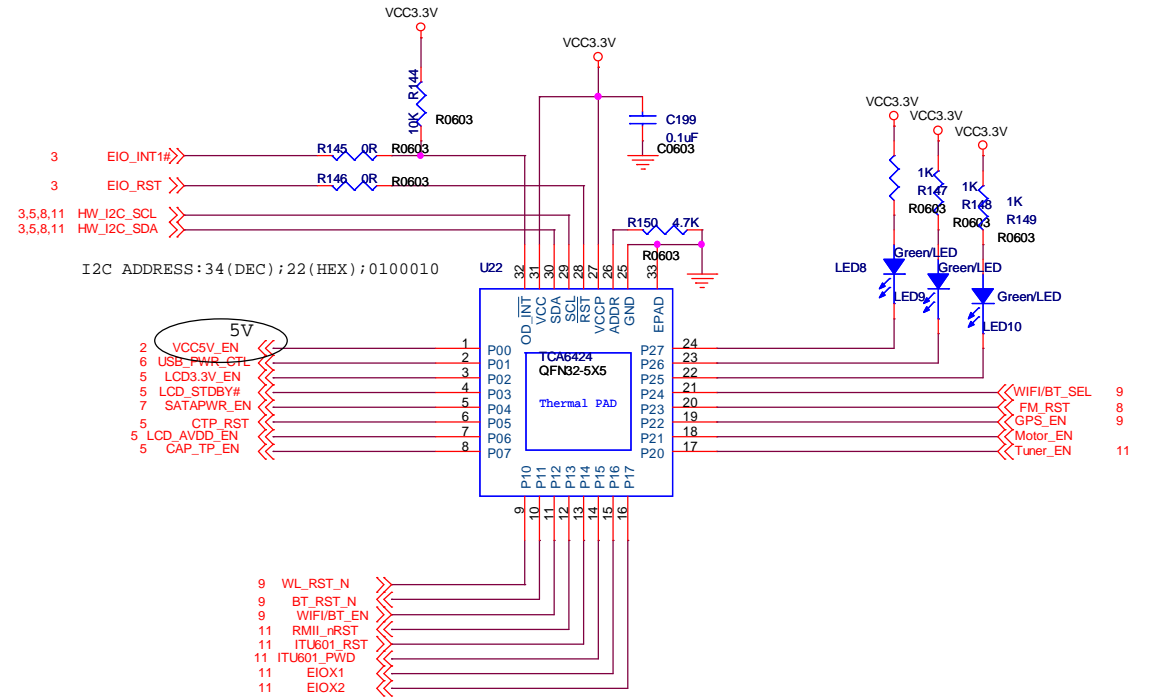 VCC3.3V
VCC3.3V
R144
10K
R0603
C199
0.1uF
C0603
VCC3.3V
VCC3.3V
VCC3.3V
3 EIO_INT1# R145 0R R0603
3 EIO_RST R146 0R R0603
3,5,8,11 HW_I2C_SCL
3,5,8,11 HW_I2C_SDA
R150 4.7K
R0603
1K
R147
R0603
1K
R148
R0603
1K
R149
R0603
I2C ADDRESS:34(DEC);22(HEX);0100010
U22
32 31 30 29 28 27 26 25 33
OD_INT VCC SDA SCL RST VCCP ADDR GND EPAD
LED8 Green/LED
LED9 Green/LED
LED10 Green/LED
TCA6424
QFN32-5X5
Thermal PAD
5V
2 VCC5V_EN 1 P00
6 USB_PWR_CTL 2 P01
5 LCD3.3V_EN 3 P02
5 LCD_STDBY# 4 P03
7 SATAPWR_EN 5 P04
5 CTP_RST 6 P05
5 LCD_AVDD_EN 7 P06
5 CAP_TP_EN 8 P07
P27 24
P26 23
P25 22
P24 21 WIFI/BT_SEL 9
P23 20 FM_RST 8
P22 19 GPS_EN 9
P21 18 Motor_EN
P20 17 Tuner_EN 11
P10 P11 P12 P13 P14 P15 P16 P17
9 10 11 12 13 14 15 16
9 WL_RST_N
9 BT_RST_N
9 WIFI/BT_EN
11 RMII_nRST
11 ITU601_RST
11 ITU601_PWD
11 EIOX1
11 EIOX2